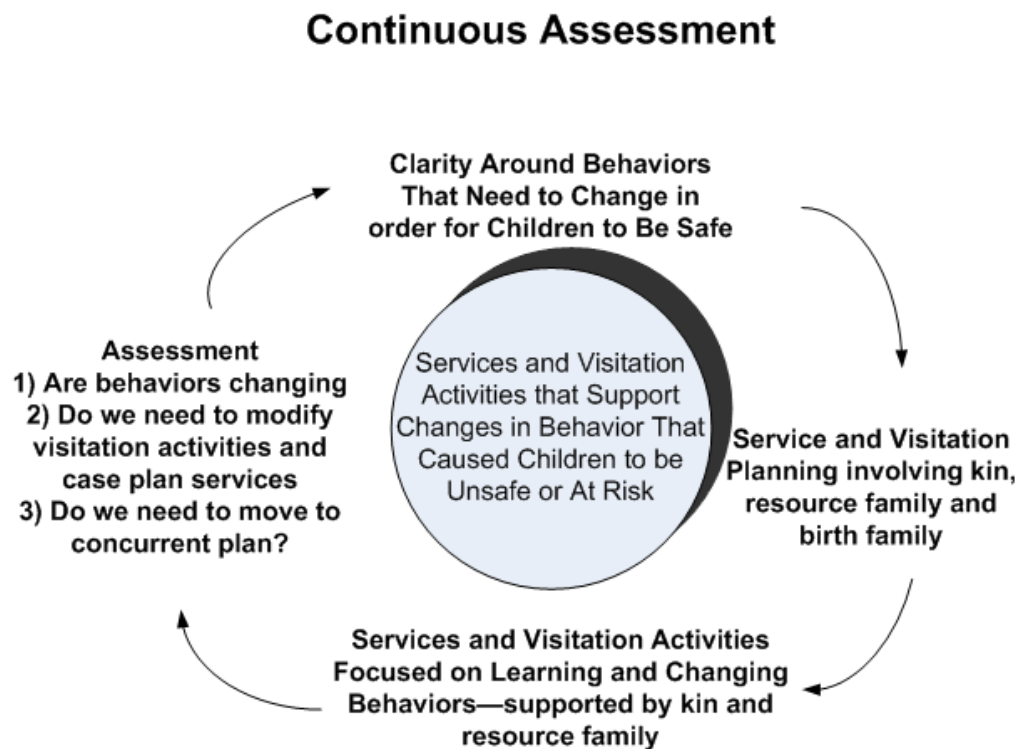 Continuous Assessment
Clarity Around Behaviors
That Need to Change in
order for Children to Be Safe
Service and Visitation
Planning involving kin,
resource family and
birth family
Services and Visitation Activities
Focused on Learning and Changing
Behaviors—supported by kin and
resource family
Assessment
1) Are behaviors changing
2) Do we need to modify
visitation activities and
case plan services
3) Do we need to move to
concurrent plan?
Services and Visitation
Activities that Support
Changes in Behavior That
Caused Children to be
Unsafe or At Risk